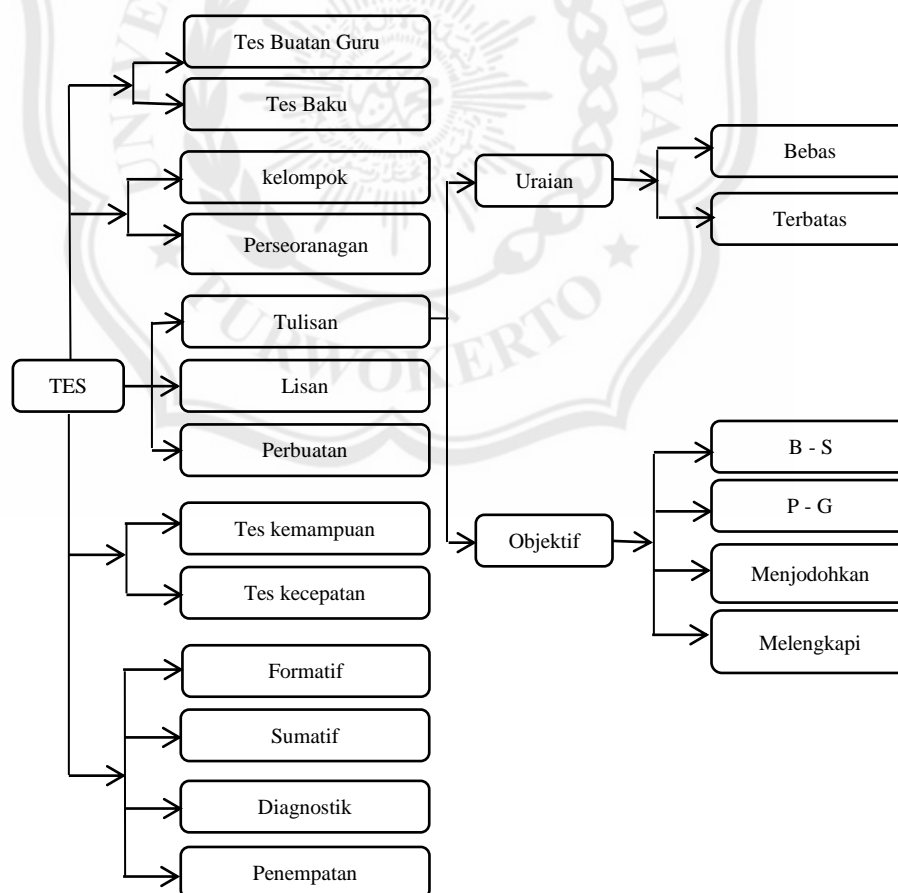 Tes Buatan Guru
Tes Baku
kelompok
Perseoranagan
Tulisan
Lisan
Perbuatan
TES
Tes kemampuan
Tes kecepatan
Formatif
Sumatif
Diagnostik
Penempatan
Uraian
Bebas
Terbatas
Objektif
B - S
P - G
Menjodohkan
Melengkapi
PURWOKERTO